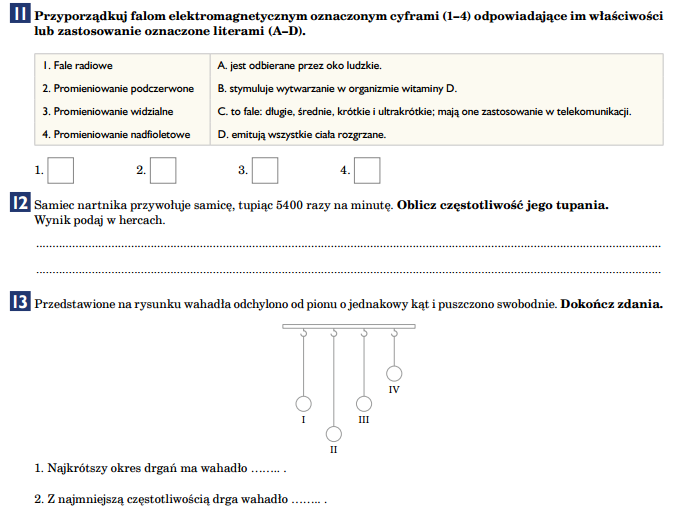 11 Przyporządkuj falom elektromagnetycznym oznaczonym cyframi (1–4) odpowiadające im właściwości
lub zastosowanie oznaczone literami (A–D).
1. Fale radiowe
A. jest odbierane przez oko ludzkie.
2. Promieniowanie podczerwone
B. stymuluje wytwarzanie w organizmie witaminy D.
3. Promieniowanie widzialne
C. to fale: długie, średnie, krótkie i ultrakrótkie; mają one zastosowanie w telekomunikacji.
4. Promieniowanie nadfioletowe
D. emitują wszystkie ciała rozgrzane.
1. 2. 3. 4.
12 Samiec nartnika przywołuje samicę, tupiąc 5400 razy na minutę. Oblicz częstotliwość jego tupania.
Wynik podaj w hercach.
13 Przedstawione na rysunku wahadła odchylono od pionu o jednakowy kąt i puszczono swobodnie. Dokończ zdania.
IV
I
III
II
1. Najkrótszy okres drgań ma wahadło …….. .
2. Z najmniejszą częstotliwością drga wahadło …….. .